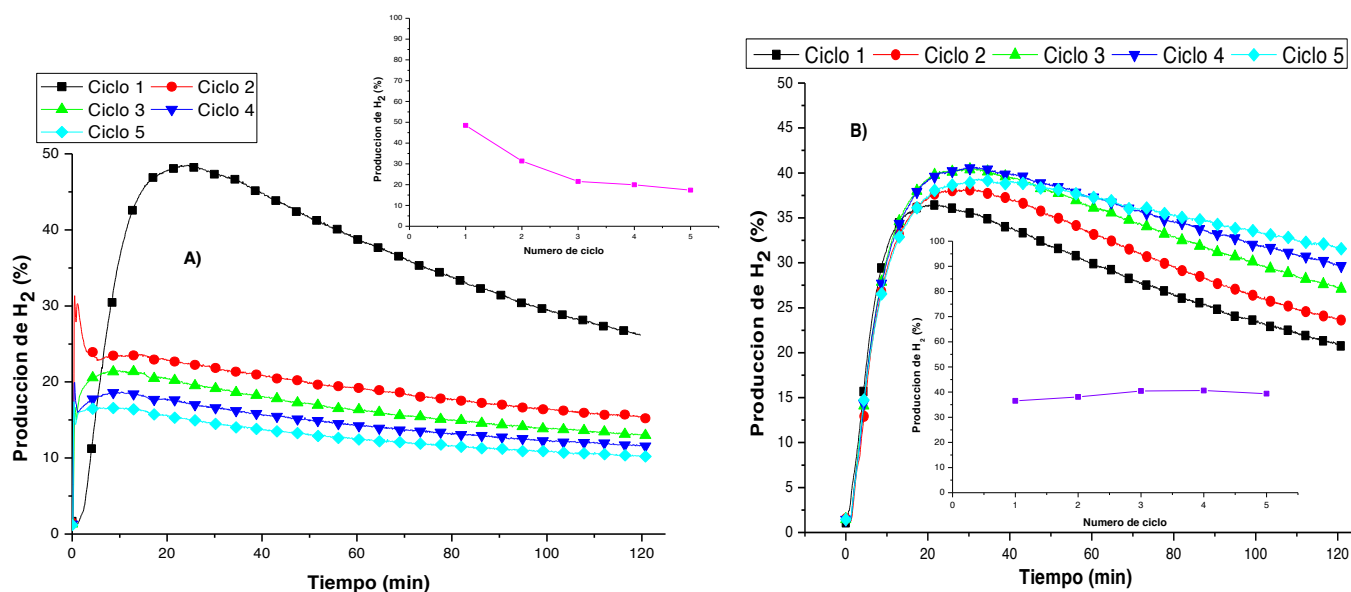 Ciclo 1 Ciclo 2
Ciclo 3 Ciclo 4
Ciclo 5
A)
Produccion de H2 (%)
50
40
30
20
10
0
0 20 40 60 80 100 120
Tiempo (min)
Produccion de H2 (%)
100
90
80
70
60
50
40
30
20
10
0
0 1 2 3 4 5
Numero de ciclo
Ciclo 1 Ciclo 2 Ciclo 3 Ciclo 4 Ciclo 5
B)
Produccion de H2 (%)
50
45
40
35
30
25
20
15
10
5
0
0 20 40 60 80 100 120
Tiempo (min)
Produccion de H2 (%)
100
90
80
70
60
50
40
30
20
10
0
0 1 2 3 4 5
Numero de ciclo